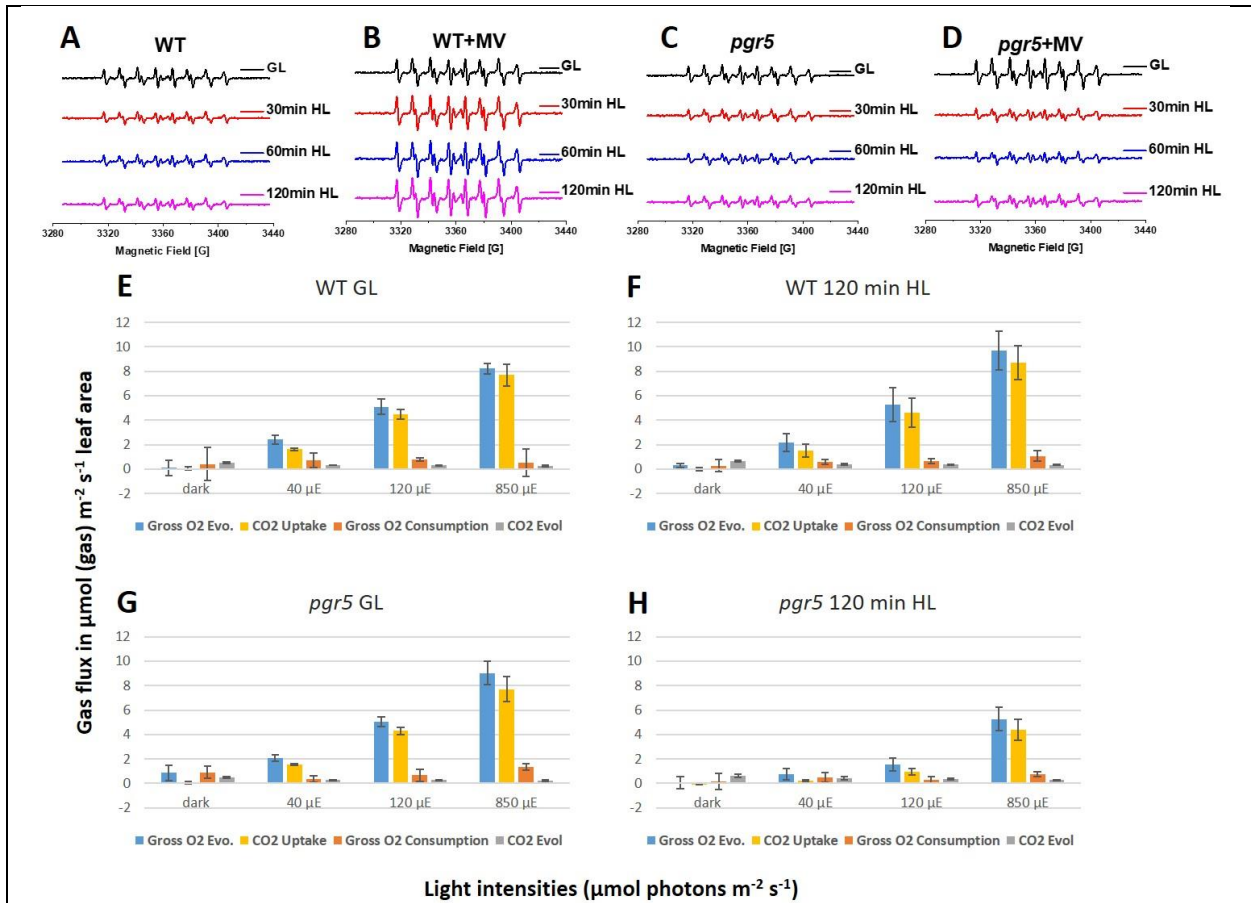 A
WT
GL
30min HL
60min HL
120min HL
3280 3320 3360 3400 3440
Magnetic Field [G]
B
WT+MV
GL
30min HL
60min HL
120min HL
3280 3320 3360 3400 3440
Magnetic Field [G]
C
pgr5
GL
30min HL
60min HL
120min HL
3280 3320 3360 3400 3440
Magnetic Field [G]
D
pgr5+MV
GL
30min HL
60min HL
120min HL
3280 3320 3360 3400 3440
Magnetic Field [G]
Gas flux in µmol (gas) m⁻² s⁻¹ leaf area
E
WT GL
12
10
8
6
4
2
0
-2
dark 40 µE 120 µE 850 µE
Gross O2 Evo. CO2 Uptake Gross O2 Consumption CO2 Evol
F
WT 120 min HL
12
10
8
6
4
2
0
-2
dark 40 µE 120 µE 850 µE
Gross O2 Evo. CO2 Uptake Gross O2 Consumption CO2 Evol
G
pgr5 GL
12
10
8
6
4
2
0
-2
dark 40 µE 120 µE 850 µE
Gross O2 Evo. CO2 Uptake Gross O2 Consumption CO2 Evol
H
pgr5 120 min HL
12
10
8
6
4
2
0
-2
dark 40 µE 120 µE 850 µE
Gross O2 Evo. CO2 Uptake Gross O2 Consumption CO2 Evol
Light intensities (µmol photons m⁻² s⁻¹)